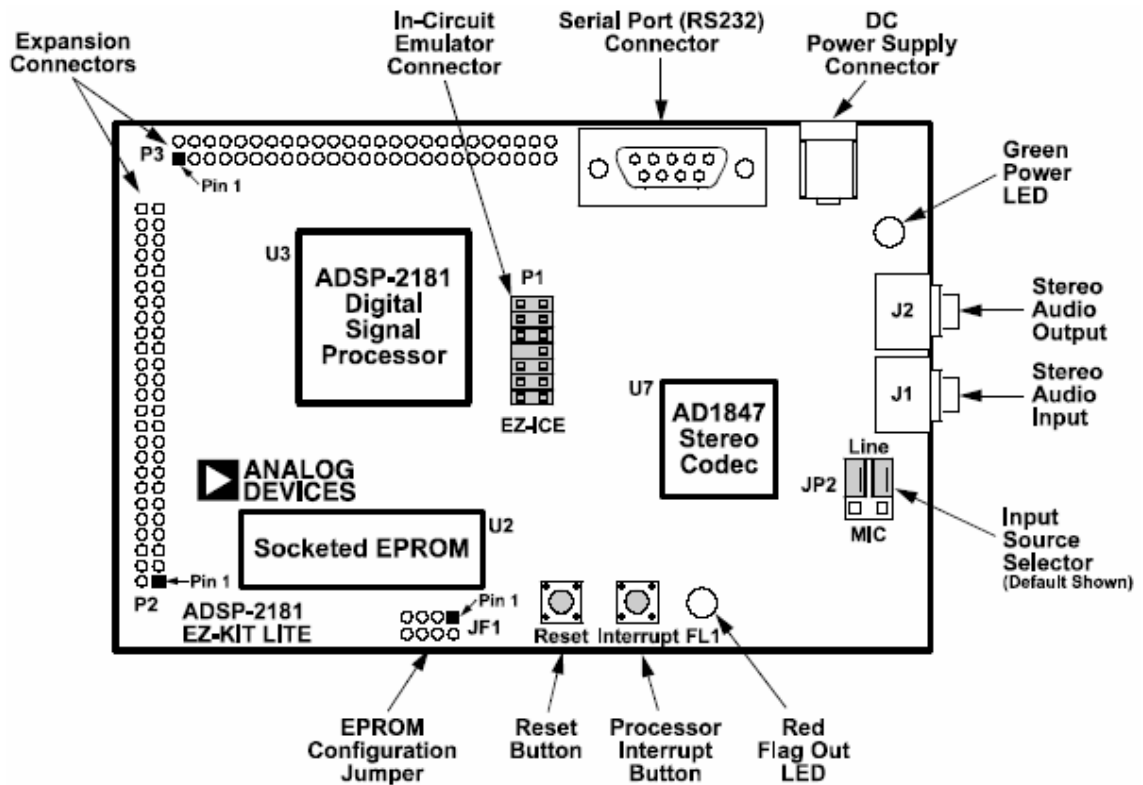 Expansion
Connectors
In-Circuit
Emulator
Connector
Serial Port (RS232)
Connector
DC
Power Supply
Connector
P3
Pin 1
Green
Power
LED
U3
ADSP-2181
Digital
Signal
Processor
P1
EZ-ICE
J2
Stereo
Audio
Output
J1
Stereo
Audio
Input
U7
AD1847
Stereo
Codec
Line
JP2
MIC
Input
Source
Selector
(Default Shown)
ANALOG
DEVICES
U2
Socketed EPROM
Pin 1
P2
ADSP-2181
EZ-KIT LITE
Pin 1
JF1
Reset
Interrupt
FL1
EPROM
Configuration
Jumper
Reset
Button
Processor
Interrupt
Button
Red
Flag Out
LED